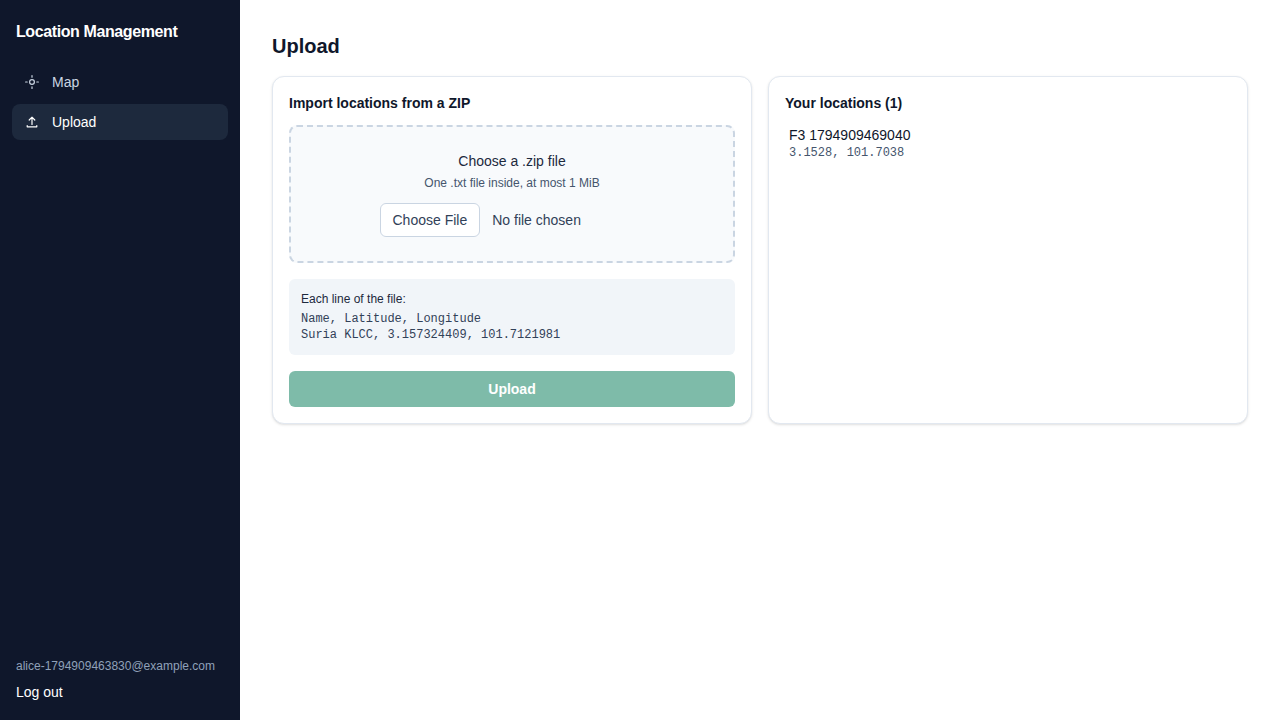 Location Management
Map
Upload
alice-1794909463830@example.com
Log out
Upload
Import locations from a ZIP
Choose a .zip file
One .txt file inside, at most 1 MiB
Choose File
No file chosen
Each line of the file:
Name, Latitude, Longitude
Suria KLCC, 3.157324409, 101.7121981
Upload
Your locations (1)
F3 1794909469040
3.1528, 101.7038